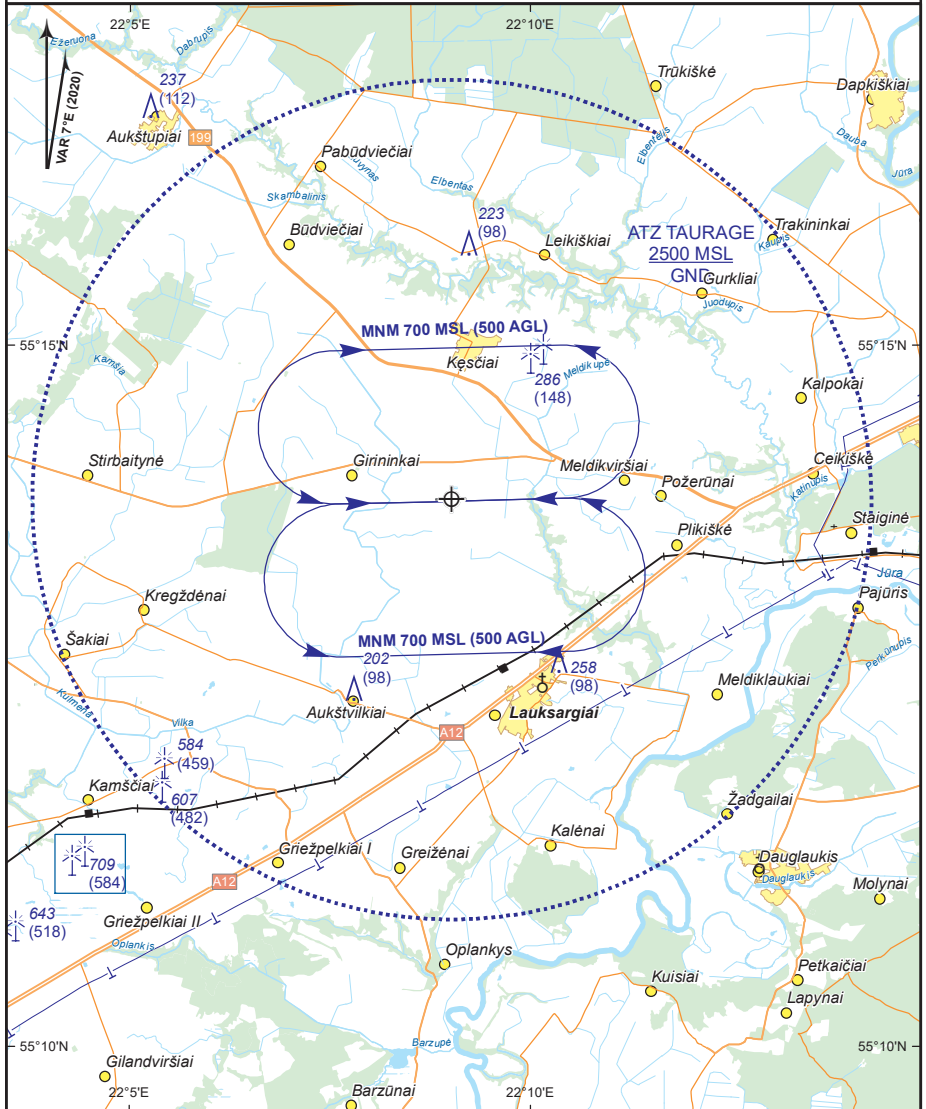 22°5'E
22°10'E
Ežeruona
Dabrupis
VAR 7°E (2020)
237
(112)
Aukštupiai
199
Trūkiškė
Dapkiškiai
Dauba
Jūra
Pabūdviečiai
Skambalinis
Elbentas
Elbentelis
223
(98)
Būdviečiai
Leikiškiai
ATZ TAURAGE
2500 MSL
GND
Trakininkai
Kaupis
Gurkliai
Juodupis
55°15'N
55°15'N
MNM 700 MSL (500 AGL)
Kęsčiai
Meldikupė
286
(148)
Kamšia
Kalpokai
Stirbaitynė
Girininkai
Meldikviršiai
Požerūnai
Ceikiškė
Katinupis
Plikiškė
Staiginė
Jūra
Pajūris
Perkūnupis
Kregždėnai
Šakiai
MNM 700 MSL (500 AGL)
202
(98)
258
(98)
Kulmena
Aukštvilkiai
Lauksargiai
Meldiklaukiai
Vilka
A12
584
(459)
Kamščiai
607
(482)
Žadgailai
709
(584)
Griežpelkiai I
Greižėnai
Kalėnai
A12
Dauglaukis
Dauglaukis
Molynai
643
(518)
Griežpelkiai II
Oplankis
Oplankys
Kuisiai
Petkaičiai
Lapynai
55°10'N
55°10'N
Barzupė
Gilandviršiai
22°5'E
22°10'E
Barzūnai